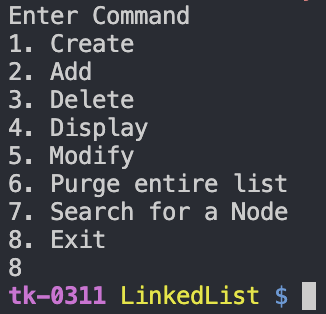 Enter Command
1. Create
2. Add
3. Delete
4. Display
5. Modify
6. Purge entire list
7. Search for a Node
8. Exit
8
tk-0311 LinkedList $